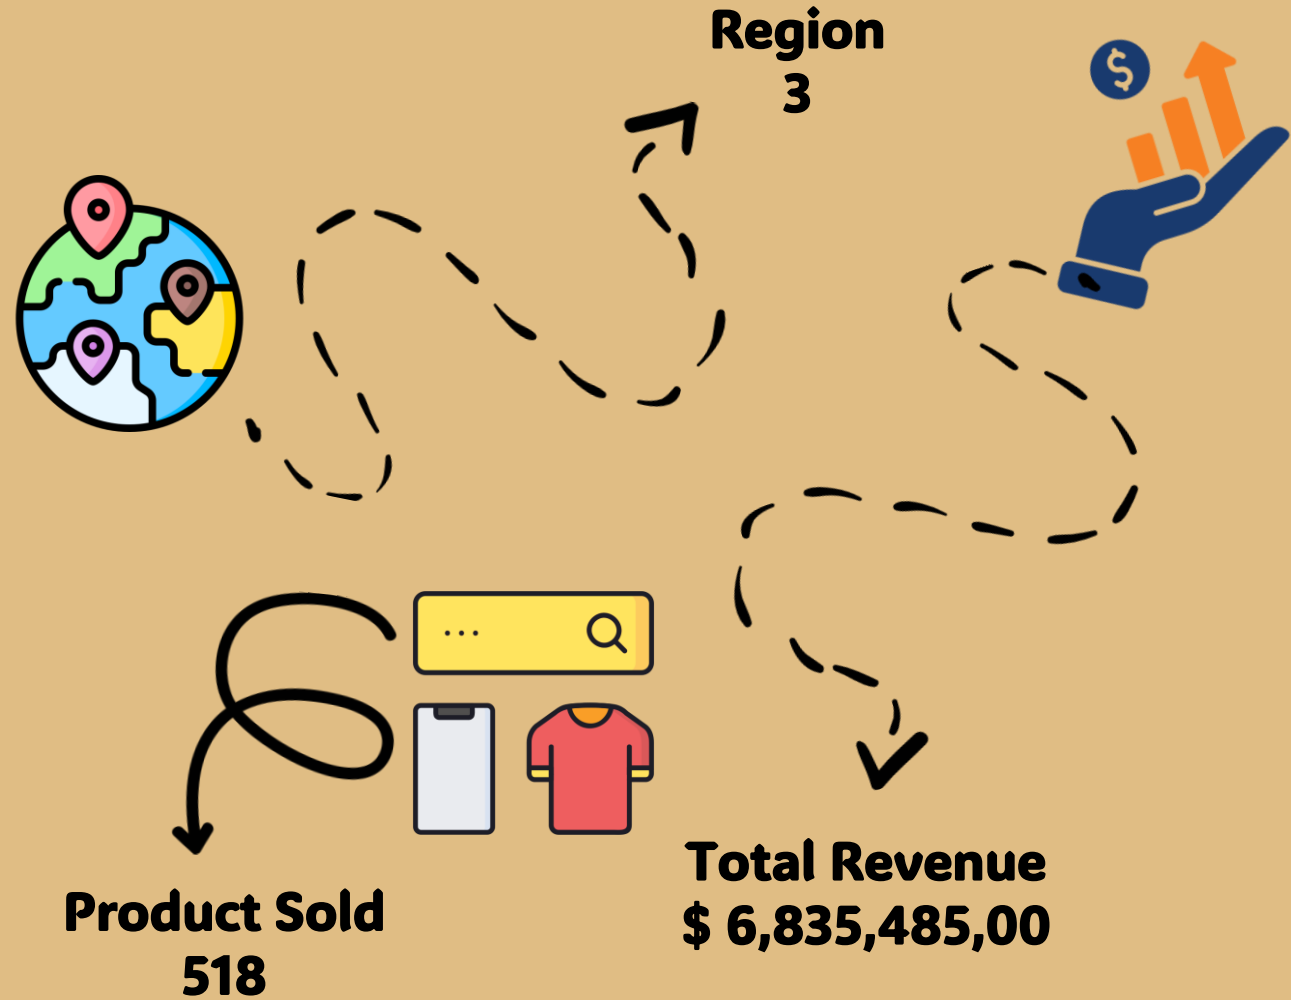 Region
3
$
...
Product Sold
518
Total Revenue
$ 6,835,485,00